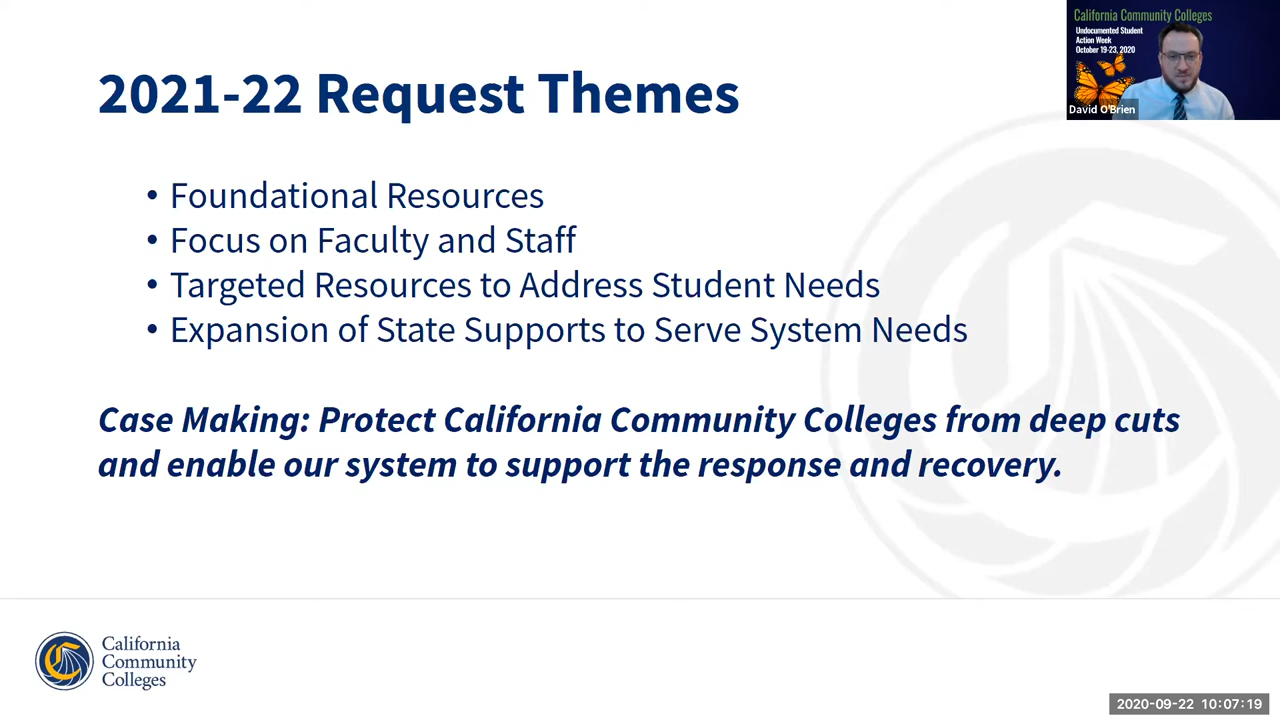 California Community Colleges
Undocumented Student
Action Week
October 19-23, 2020
David O'Brien
2021-22 Request Themes
• Foundational Resources
• Focus on Faculty and Staff
• Targeted Resources to Address Student Needs
• Expansion of State Supports to Serve System Needs
Case Making: Protect California Community Colleges from deep cuts
and enable our system to support the response and recovery.
California
Community
Colleges
2020-09-22 10:07:19